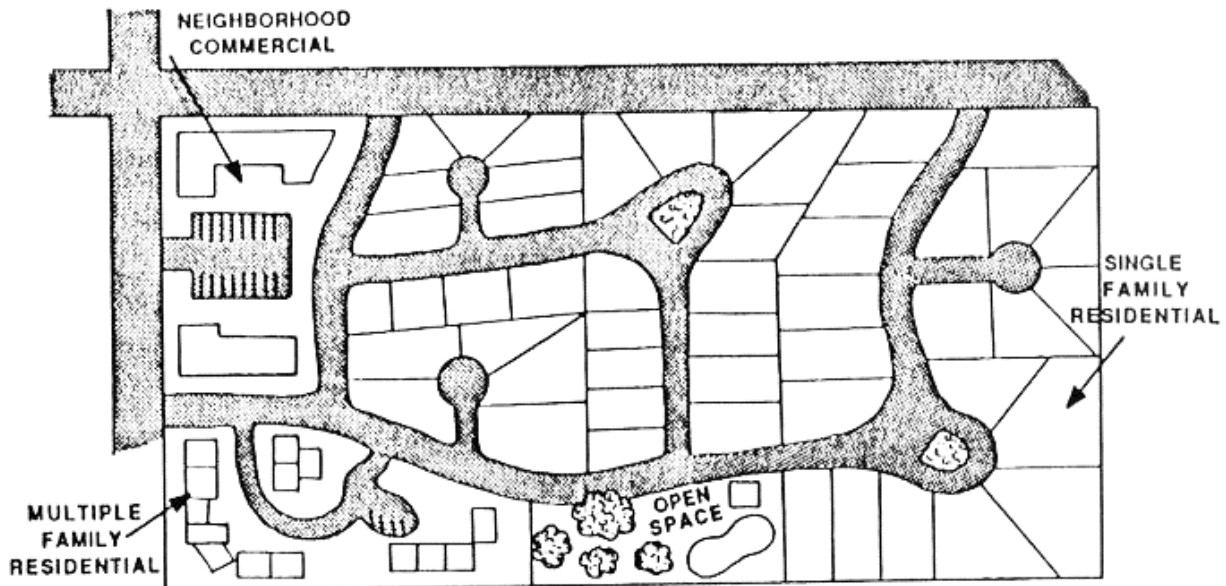 NEIGHBORHOOD
COMMERCIAL
SINGLE
FAMILY
RESIDENTIAL
OPEN
SPACE
MULTIPLE
FAMILY
RESIDENTIAL